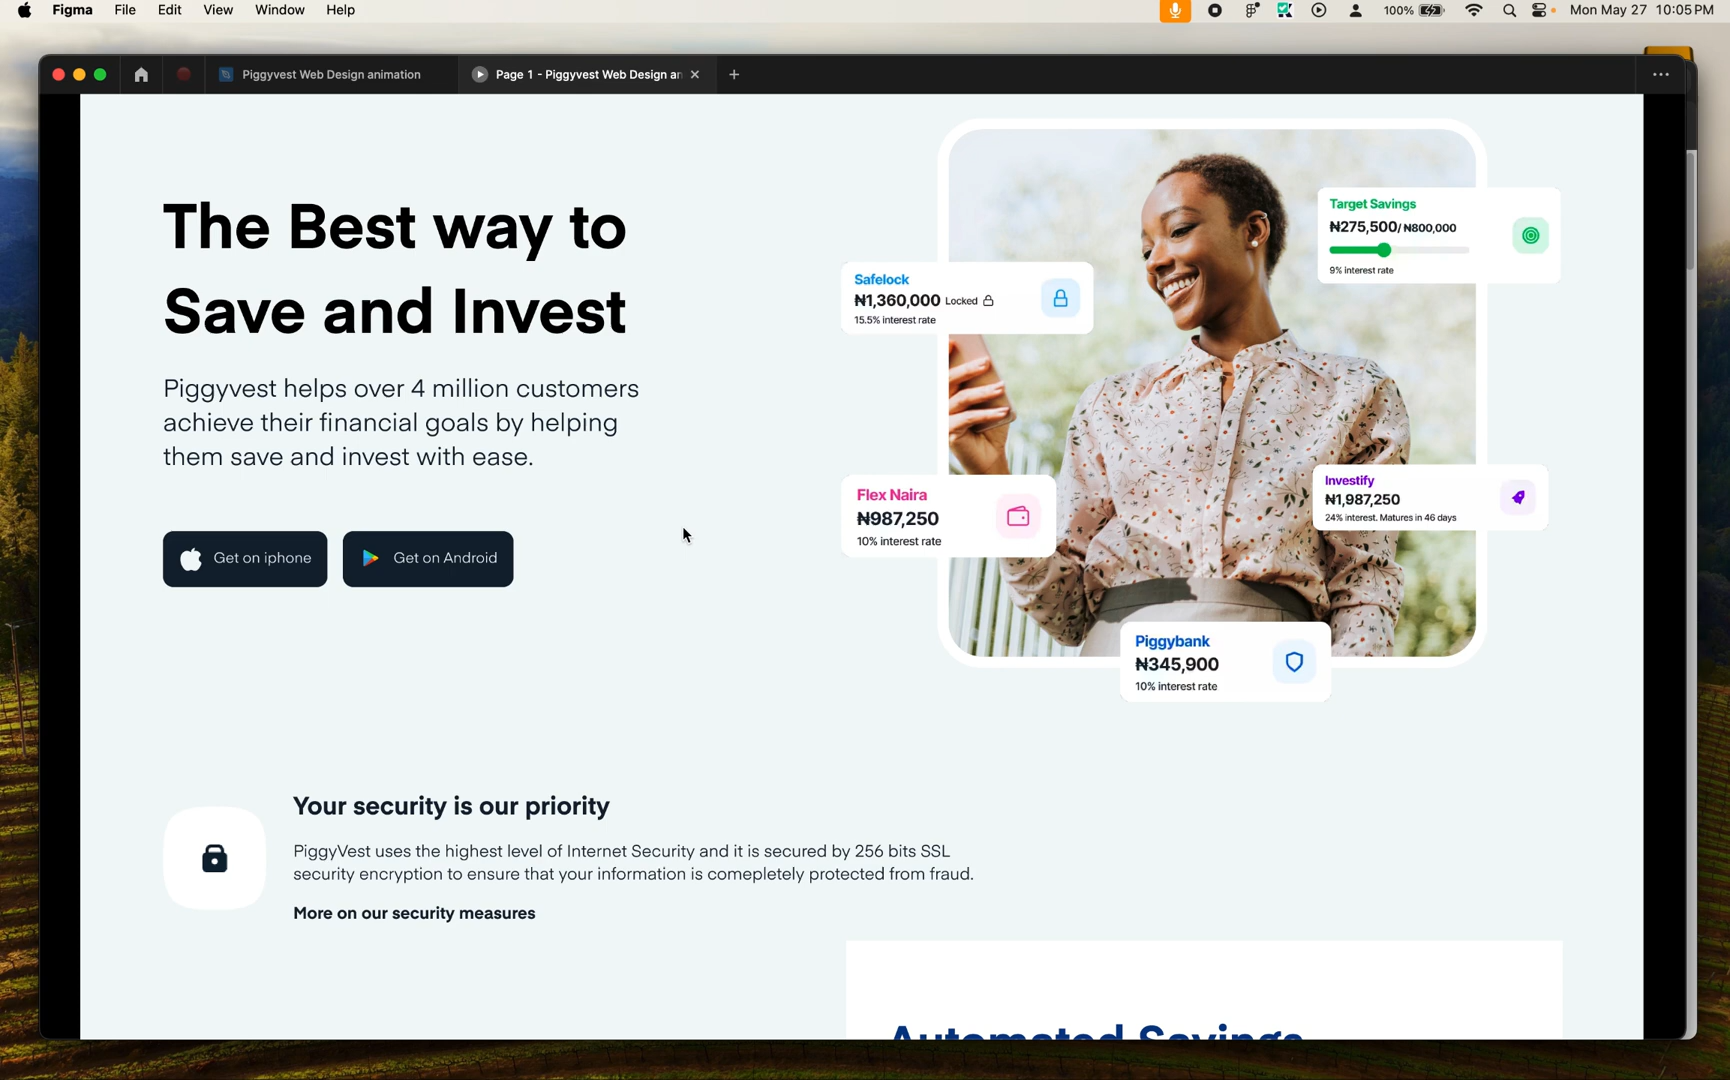 Figma File Edit View Window Help
100% Mon May 27 10:05 PM
Piggyvest Web Design animation
Page 1 - Piggyvest Web Design an
The Best way to
Save and Invest
Piggyvest helps over 4 million customers
achieve their financial goals by helping
them save and invest with ease.
Get on iphone
Get on Android
Target Savings
₦275,500/ ₦800,000
9% interest rate
Safelock
₦1,360,000 Locked
15.5% interest rate
Flex Naira
₦987,250
10% interest rate
Investify
₦1,987,250
24% interest. Matures in 46 days
Piggybank
₦345,900
10% interest rate
Your security is our priority
PiggyVest uses the highest level of Internet Security and it is secured by 256 bits SSL
security encryption to ensure that your information is comepletely protected from fraud.
More on our security measures
Automated Savings